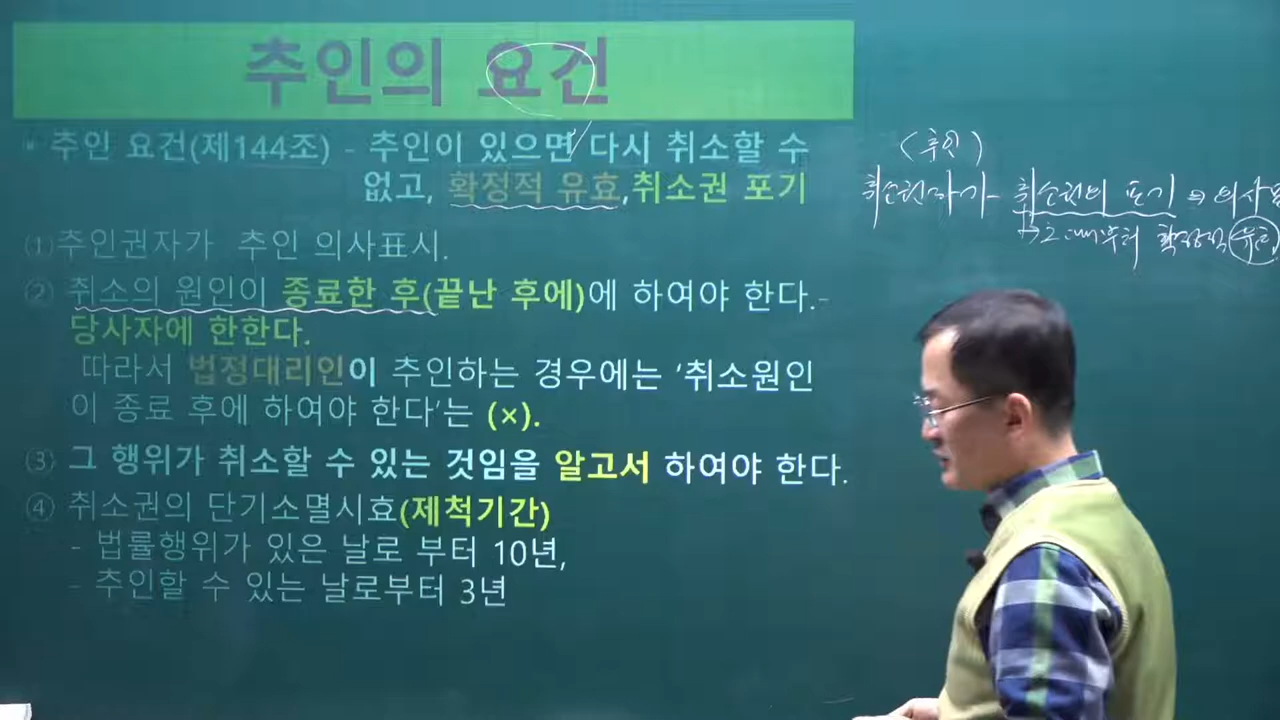 추인의 요건
▪ 추인 요건(제144조) - 추인이 있으면 다시 취소할 수
없고, 확정적 유효,취소권 포기
⑴추인권자가 추인 의사표시.
② 취소의 원인이 종료한 후(끝난 후에)에 하여야 한다.-
당사자에 한한다.
따라서 법정대리인이 추인하는 경우에는 ‘취소원인
이 종료 후에 하여야 한다’는 (×).
⑶ 그 행위가 취소할 수 있는 것임을 알고서 하여야 한다.
④ 취소권의 단기소멸시효(제척기간)
- 법률행위가 있은 날로 부터 10년,
- 추인할 수 있는 날로부터 3년
(추인)
취소권자가 - 취소권의 포기 ⇒ 의사
부터 확정적 유효